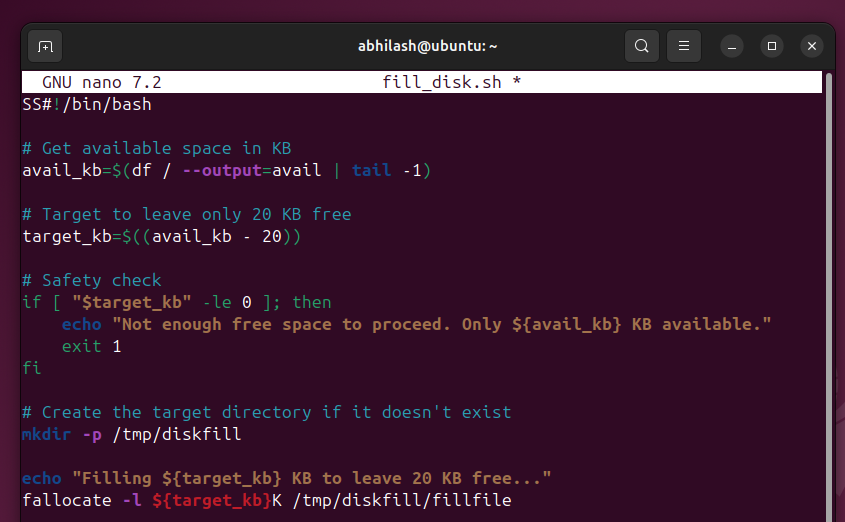 abhilash@ubuntu: ~
GNU nano 7.2 fill_disk.sh *
SS#!/bin/bash
# Get available space in KB
avail_kb=$(df / --output=avail | tail -1)
# Target to leave only 20 KB free
target_kb=$((avail_kb - 20))
# Safety check
if [ "$target_kb" -le 0 ]; then
    echo "Not enough free space to proceed. Only ${avail_kb} KB available."
    exit 1
fi
# Create the target directory if it doesn't exist
mkdir -p /tmp/diskfill
echo "Filling ${target_kb} KB to leave 20 KB free..."
fallocate -l ${target_kb}K /tmp/diskfill/fillfile